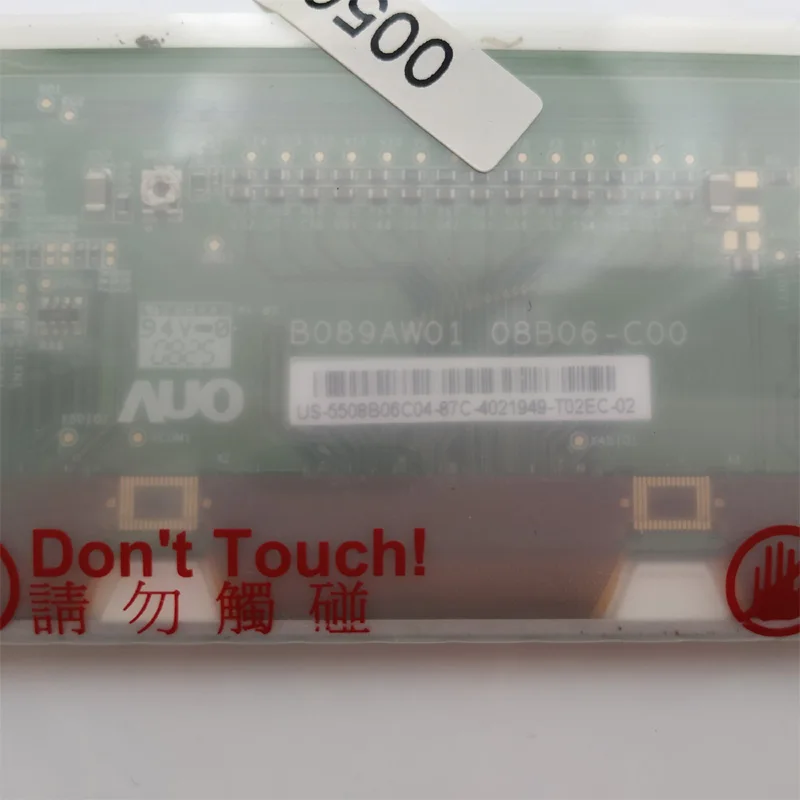 0050
94V-0
0825
AUO
B089AW01 08B06-C00
US-5508B06C04-87C-4021949-T02EC-02
Don't Touch!
請勿觸碰